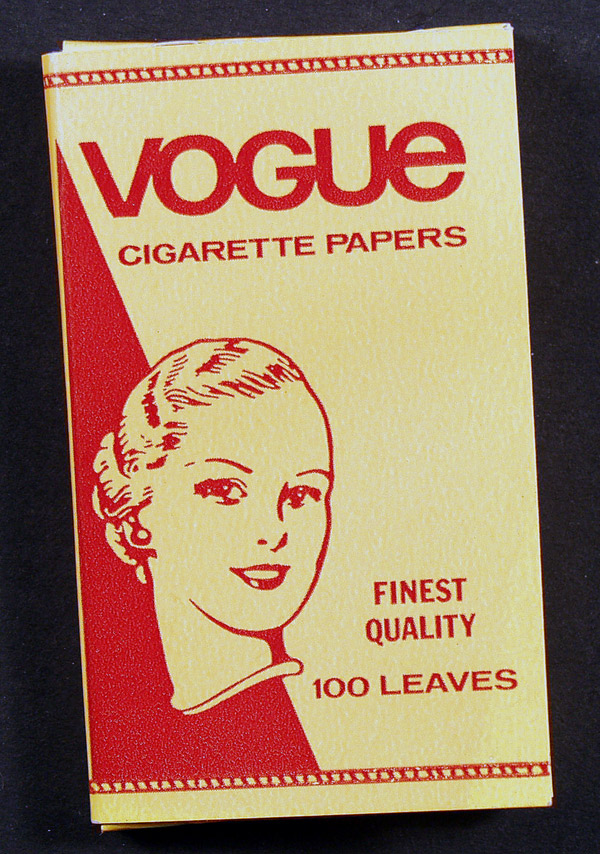 VOGUe
CIGARETTE PAPERS
FINEST
QUALITY
100 LEAVES